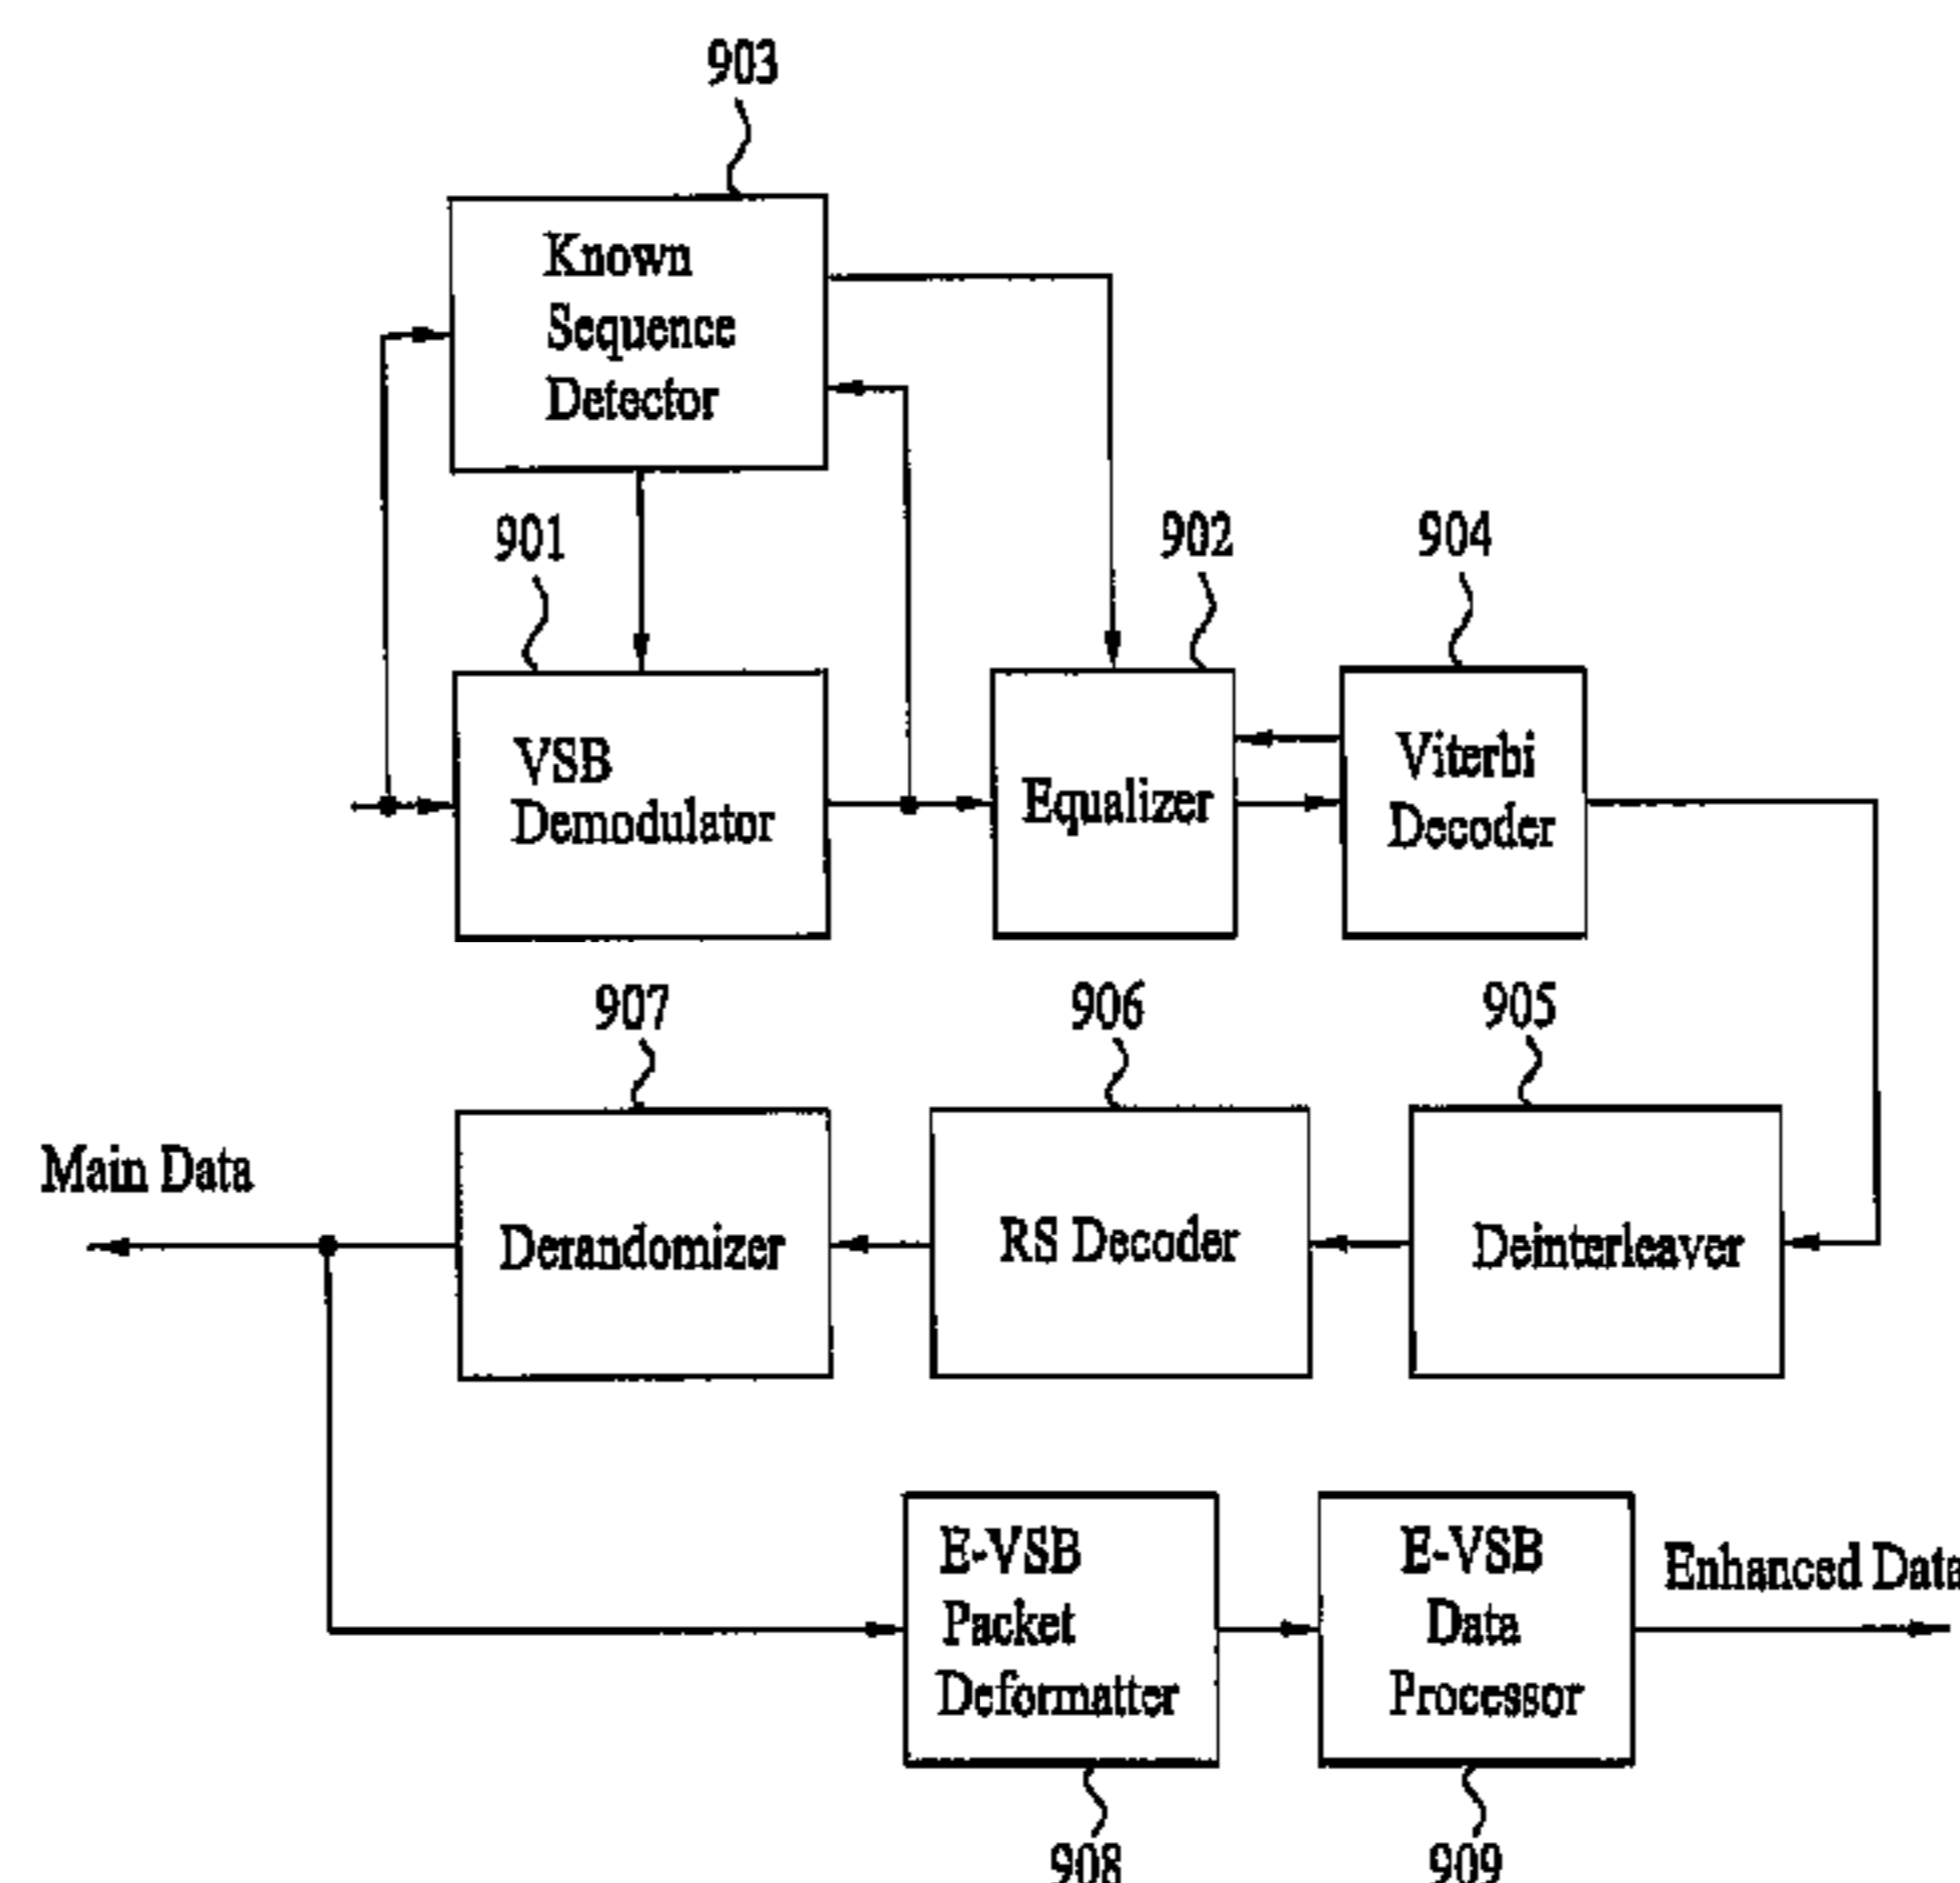 903
Known
Sequence
Detector
901
902
904
VSB
Demodulator
Equalizer
Viterbi
Decoder
907
906
905
Main Data
Derandomizer
RS Decoder
Deinterleaver
E-VSB
Packet
Deformatter
E-VSB
Data
Processor
Enhanced Data
908
909